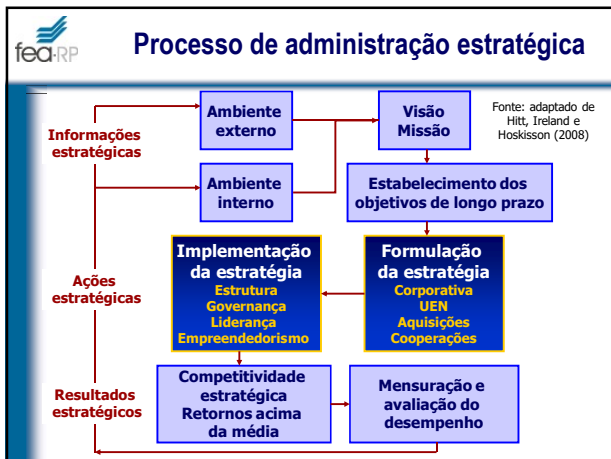 fea-RP
Processo de administração estratégica
Informações
estratégicas
Ambiente
externo
Visão
Missão
Fonte: adaptado de
Hitt, Ireland e
Hoskisson (2008)
Ambiente
interno
Estabelecimento dos
objetivos de longo prazo
Ações
estratégicas
Implementação
da estratégia
Estrutura
Governança
Liderança
Empreendedorismo
Formulação
da estratégia
Corporativa
UEN
Aquisições
Cooperações
Resultados
estratégicos
Competitividade
estratégica
Retornos acima
da média
Mensuração e
avaliação do
desempenho